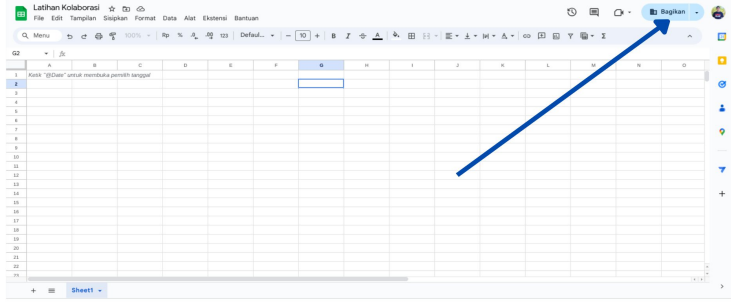 Latihan Kolaborasi
File Edit Tampilan Sisipkan Format Data Alat Ekstensi Bantuan
Bagikan
Menu 100% Rp % .0 .00 123 Defaul... − 10 + B I A
G2 fx
A B C D E F G H I J K L M N O
1 Ketik "@Date" untuk membuka pemilih tanggal
2
3
4
5
6
7
8
9
10
11
12
13
14
15
16
17
18
19
20
21
22
23
+ Sheet1